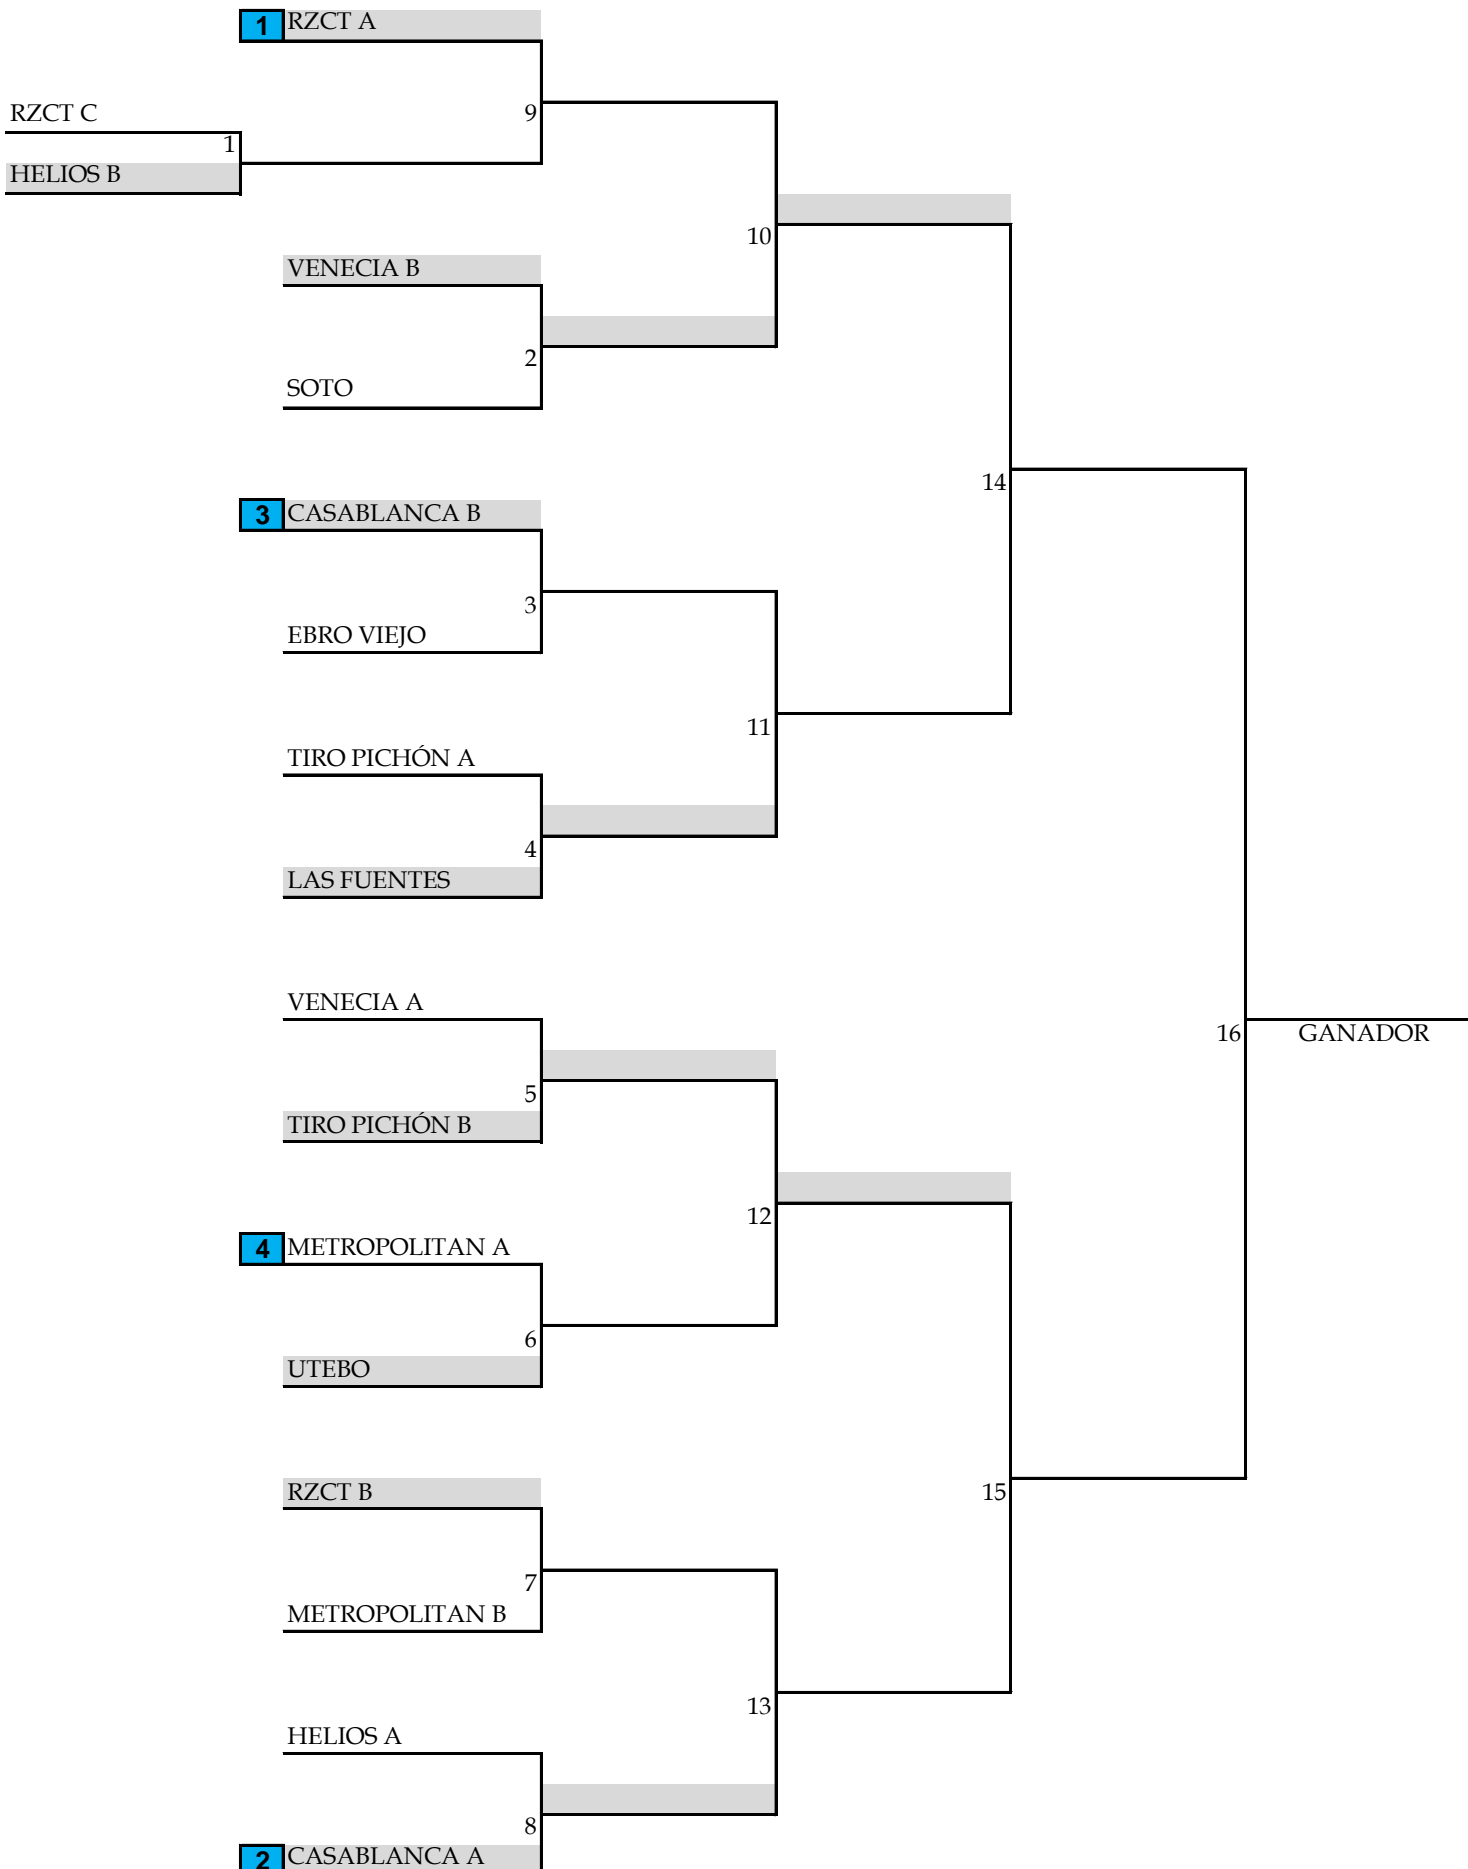 1 RZCT A
9
RZCT C
1
HELIOS B
10
VENECIA B
2
SOTO
14
3 CASABLANCA B
3
EBRO VIEJO
11
TIRO PICHÓN A
4
LAS FUENTES
VENECIA A
16 GANADOR
5
TIRO PICHÓN B
12
4 METROPOLITAN A
6
UTEBO
RZCT B
15
7
METROPOLITAN B
13
HELIOS A
8
2 CASABLANCA A